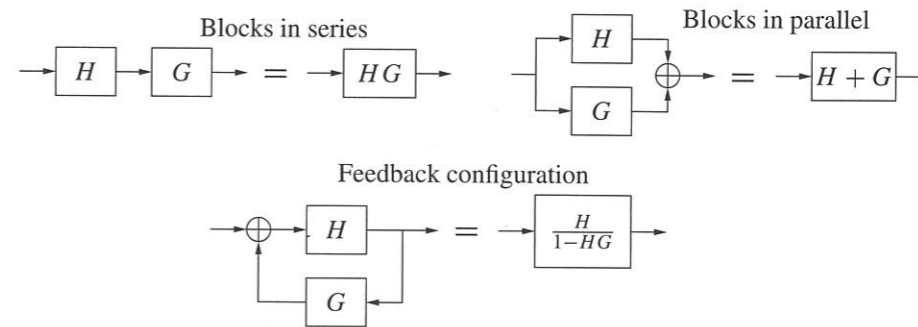 Blocks in series
H G = HG
Blocks in parallel
H
G
= H + G
Feedback configuration
H
G
= H
1−HG